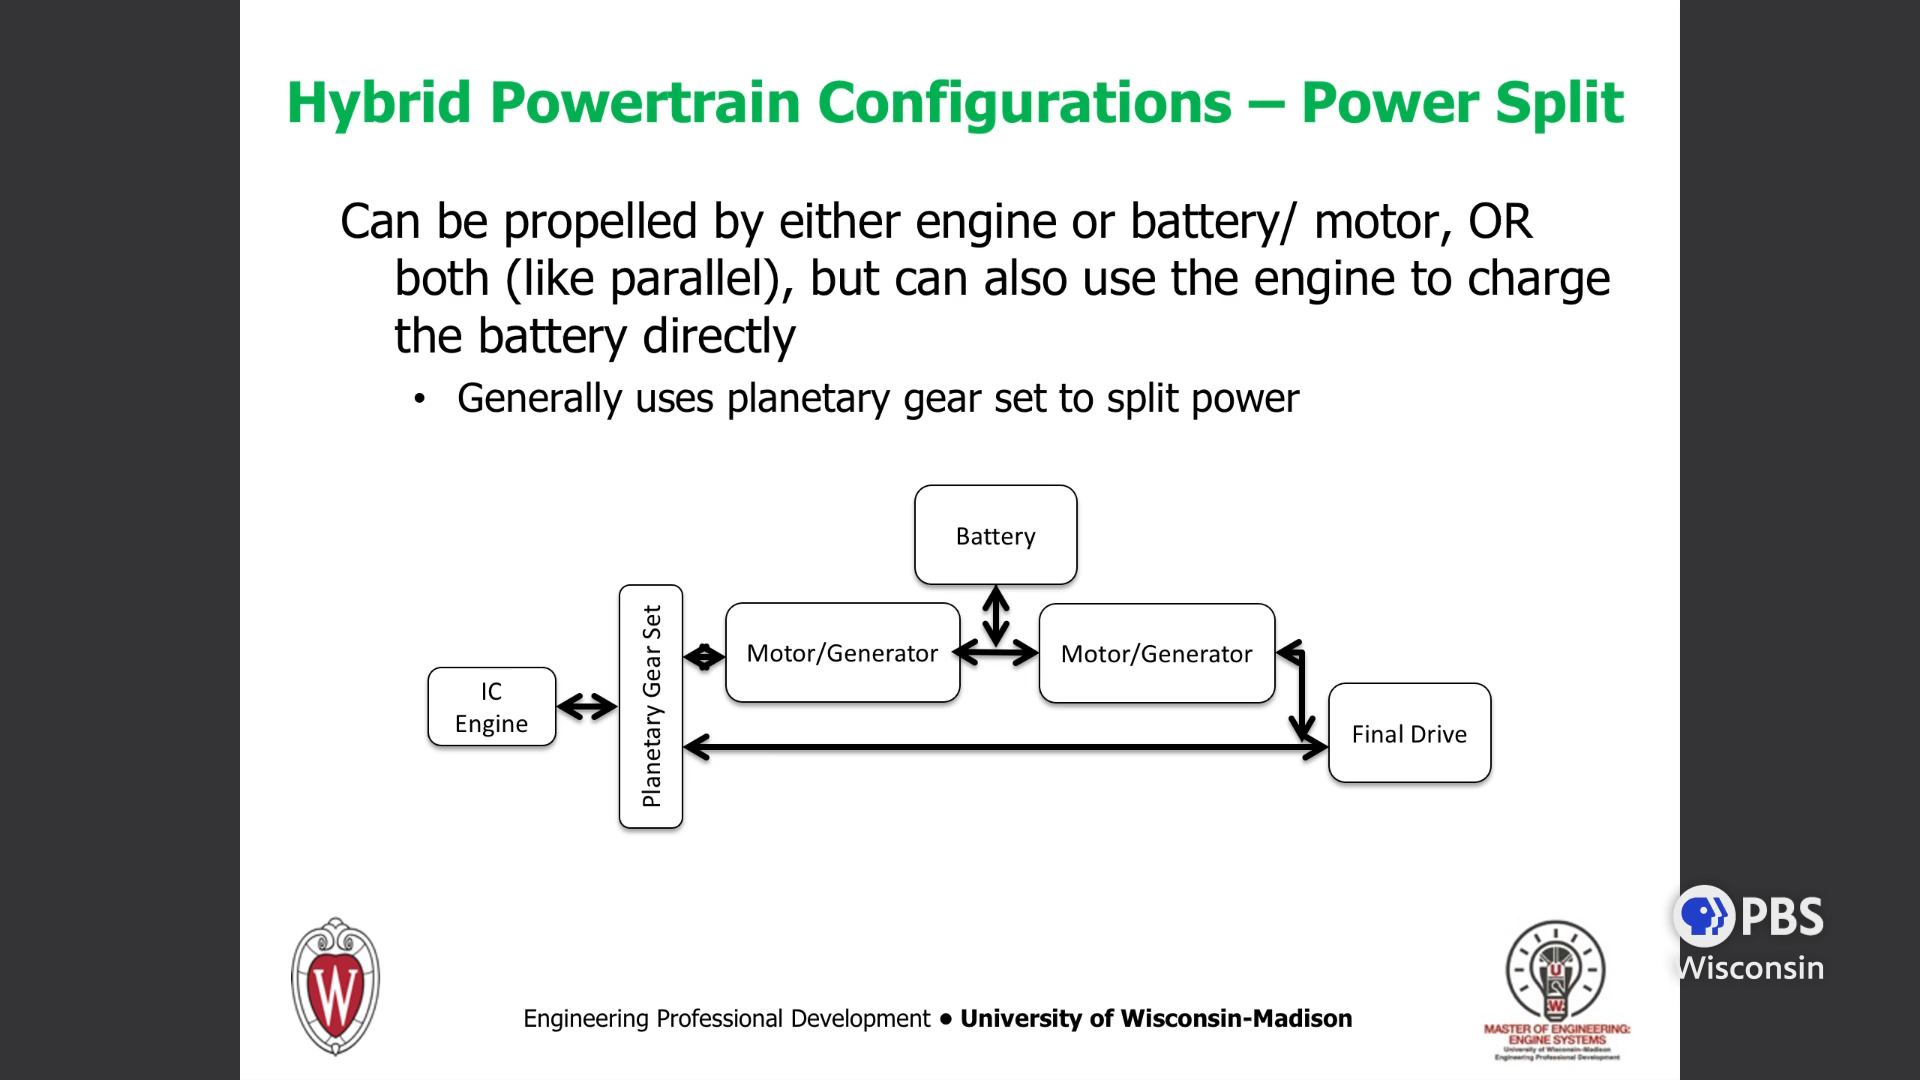 Hybrid Powertrain Configurations – Power Split
Can be propelled by either engine or battery/ motor, OR
both (like parallel), but can also use the engine to charge
the battery directly
• Generally uses planetary gear set to split power
Battery
Planetary Gear Set
Motor/Generator
Motor/Generator
IC
Engine
Final Drive
PBS
Wisconsin
W
U
W
MASTER OF ENGINEERING:
ENGINE SYSTEMS
University of Wisconsin-Madison
Engineering Professional Development
Engineering Professional Development • University of Wisconsin-Madison